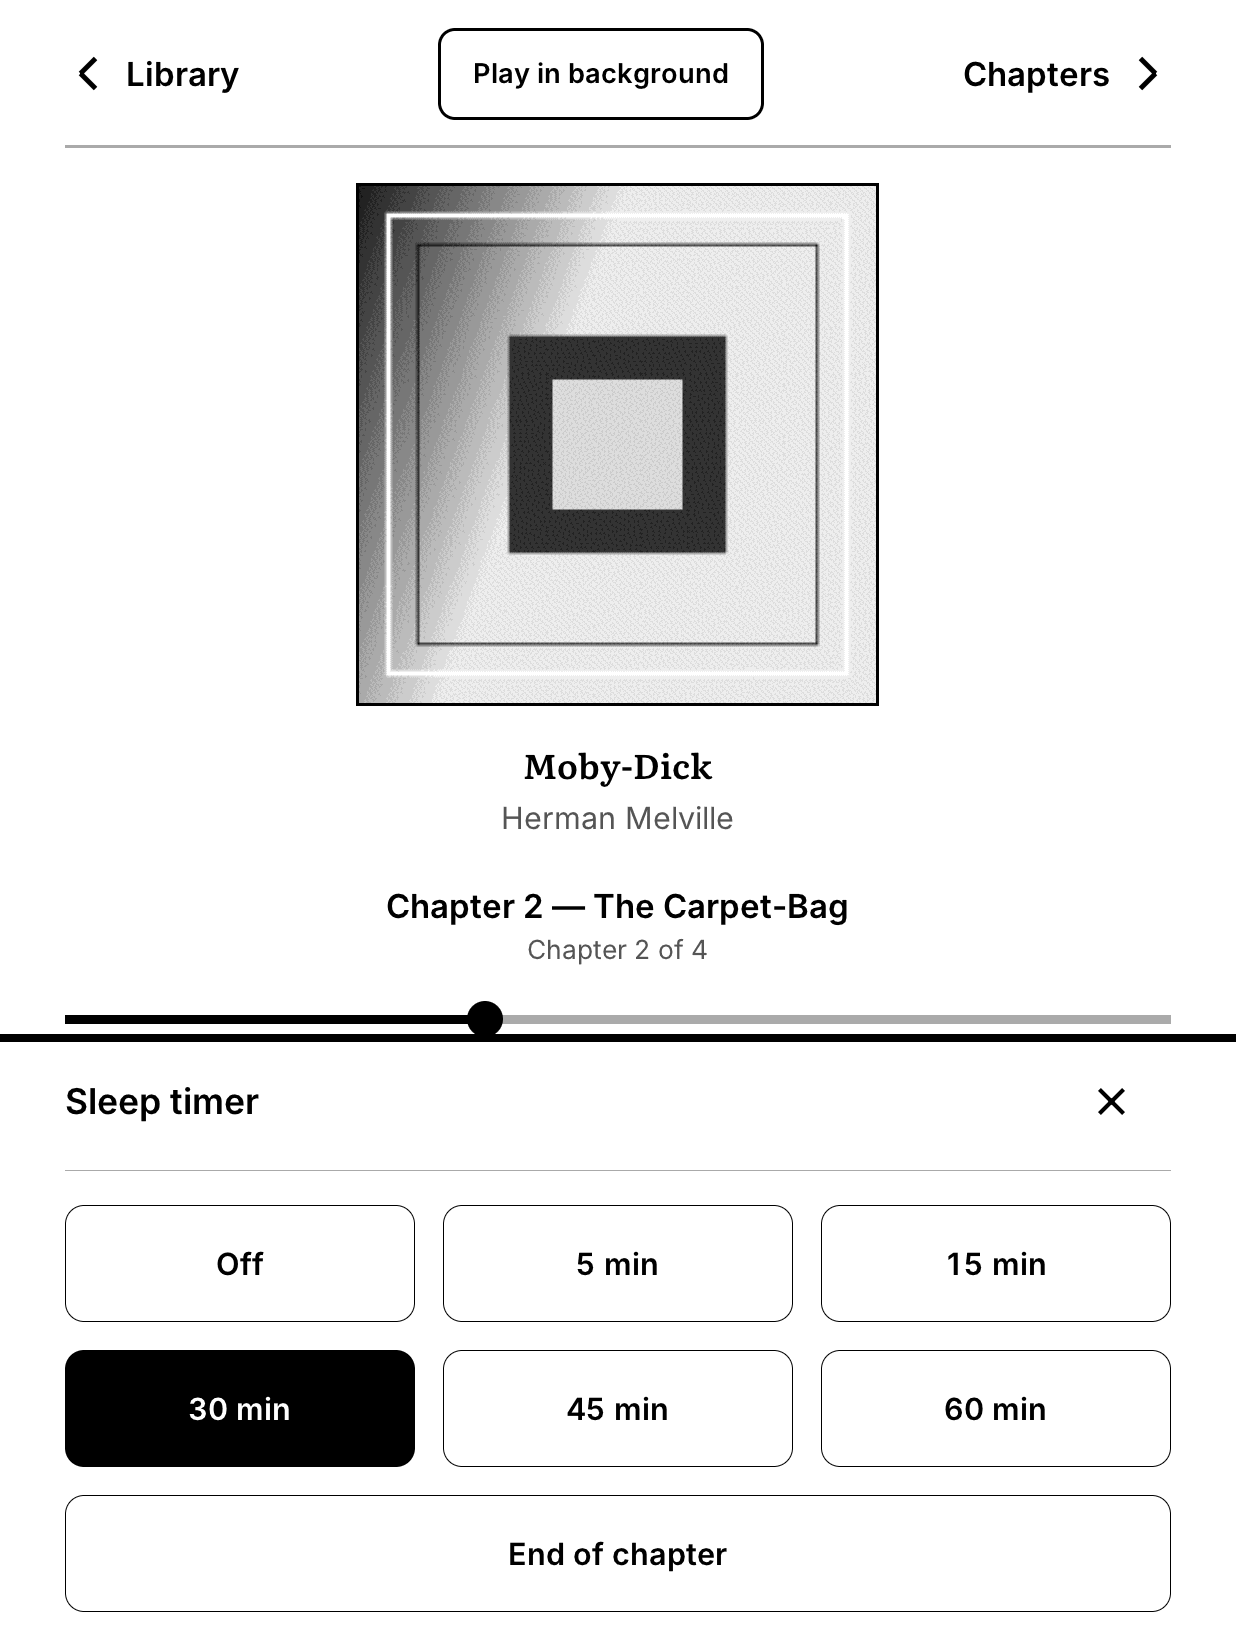 Library
Play in background
Chapters
Moby-Dick
Herman Melville
Chapter 2 — The Carpet-Bag
Chapter 2 of 4
Sleep timer
Off
5 min
15 min
30 min
45 min
60 min
End of chapter